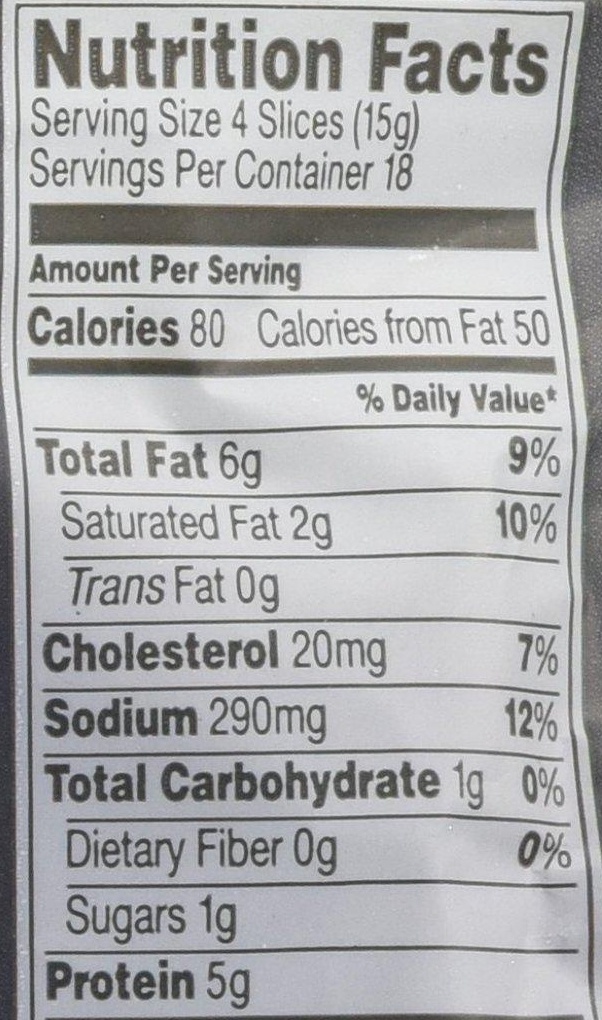 Nutrition Facts
Serving Size 4 Slices (15g)
Servings Per Container 18
Amount Per Serving
Calories 80 Calories from Fat 50
% Daily Value*
Total Fat 6g 9%
Saturated Fat 2g 10%
Trans Fat 0g
Cholesterol 20mg 7%
Sodium 290mg 12%
Total Carbohydrate 1g 0%
Dietary Fiber 0g 0%
Sugars 1g
Protein 5g